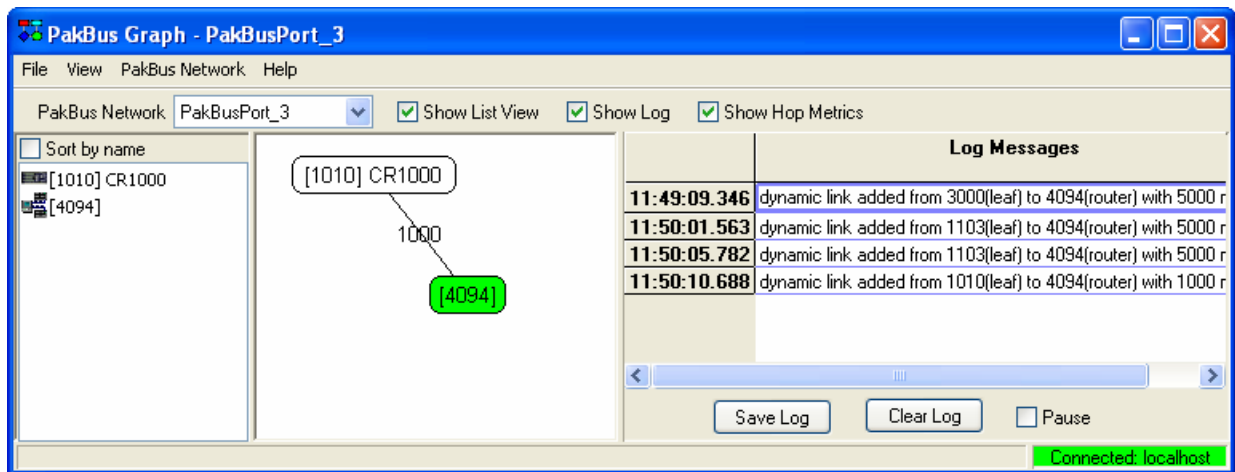 PakBus Graph - PakBusPort_3
File View PakBus Network Help
PakBus Network PakBusPort_3 Show List View Show Log Show Hop Metrics
Sort by name
[1010] CR1000
[4094]
[1010] CR1000
1000
[4094]
Log Messages
11:49:09.346 dynamic link added from 3000(leaf) to 4094(router) with 5000
11:50:01.563 dynamic link added from 1103(leaf) to 4094(router) with 5000
11:50:05.782 dynamic link added from 1103(leaf) to 4094(router) with 5000
11:50:10.688 dynamic link added from 1010(leaf) to 4094(router) with 1000
Save Log Clear Log Pause
Connected: localhost